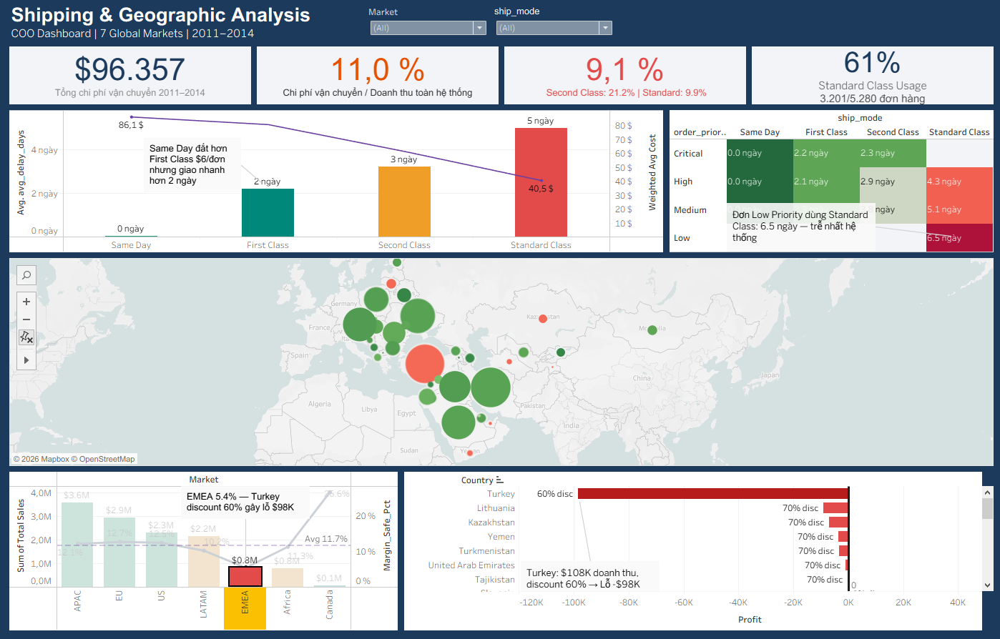 Shipping & Geographic Analysis
COO Dashboard | 7 Global Markets | 2011–2014
Market
(All)
ship_mode
(All)
$96.357
Tổng chi phí vận chuyển 2011–2014
11,0 %
Chi phí vận chuyển / Doanh thu toàn hệ thống
9,1 %
Second Class: 21.2% | Standard: 9.9%
61%
Standard Class Usage
3.201/5.280 đơn hàng
Avg. avg_delay_days
4 ngày
2 ngày
0 ngày
86,1 $
Same Day đắt hơn
First Class $6/đơn
nhưng giao nhanh
hơn 2 ngày
0 ngày
2 ngày
3 ngày
5 ngày
40,5 $
80 $
70 $
60 $
50 $
40 $
30 $
20 $
10 $
Weighted Avg Cost
Same Day
First Class
Second Class
Standard Class
ship_mode
order_prior..
Same Day
First Class
Second Class
Standard Class
Critical
0.0 ngày
2.2 ngày
2.3 ngày
High
0.0 ngày
2.1 ngày
2.9 ngày
4.3 ngày
Medium
ngày
5.1 ngày
Low
6.5 ngày
Đơn Low Priority dùng Standard
Class: 6.5 ngày — trễ nhất hệ
thống
Germany
France
Spain
Algeria
Libya
Egypt
Sudan
Pakistan
India
China
Japan
© 2026 Mapbox © OpenStreetMap
Market
Sum of Total Sales
4,0M
3,0M
2,0M
1,0M
0,0M
$3.6M
$2.9M
$2.3M
$2.2M
$0.8M
$0.8M
$0.1M
12.1%
12.7%
12.5%
10.2%
11.3%
EMEA 5.4% — Turkey
discount 60% gây lỗ $98K
Avg 11.7%
20 %
10 %
0 %
Margin_Safe_Pct
APAC
EU
US
LATAM
EMEA
Africa
Canada
Country
Turkey
60% disc
Lithuania
70% disc
Kazakhstan
70% disc
Yemen
70% disc
Turkmenistan
70% disc
United Arab Emirates
70% disc
Tajikistan
70% disc
0
Turkey: $108K doanh thu,
discount 60% → Lỗ -$98K
-120K
-100K
-80K
-60K
-40K
-20K
0K
20K
40K
Profit